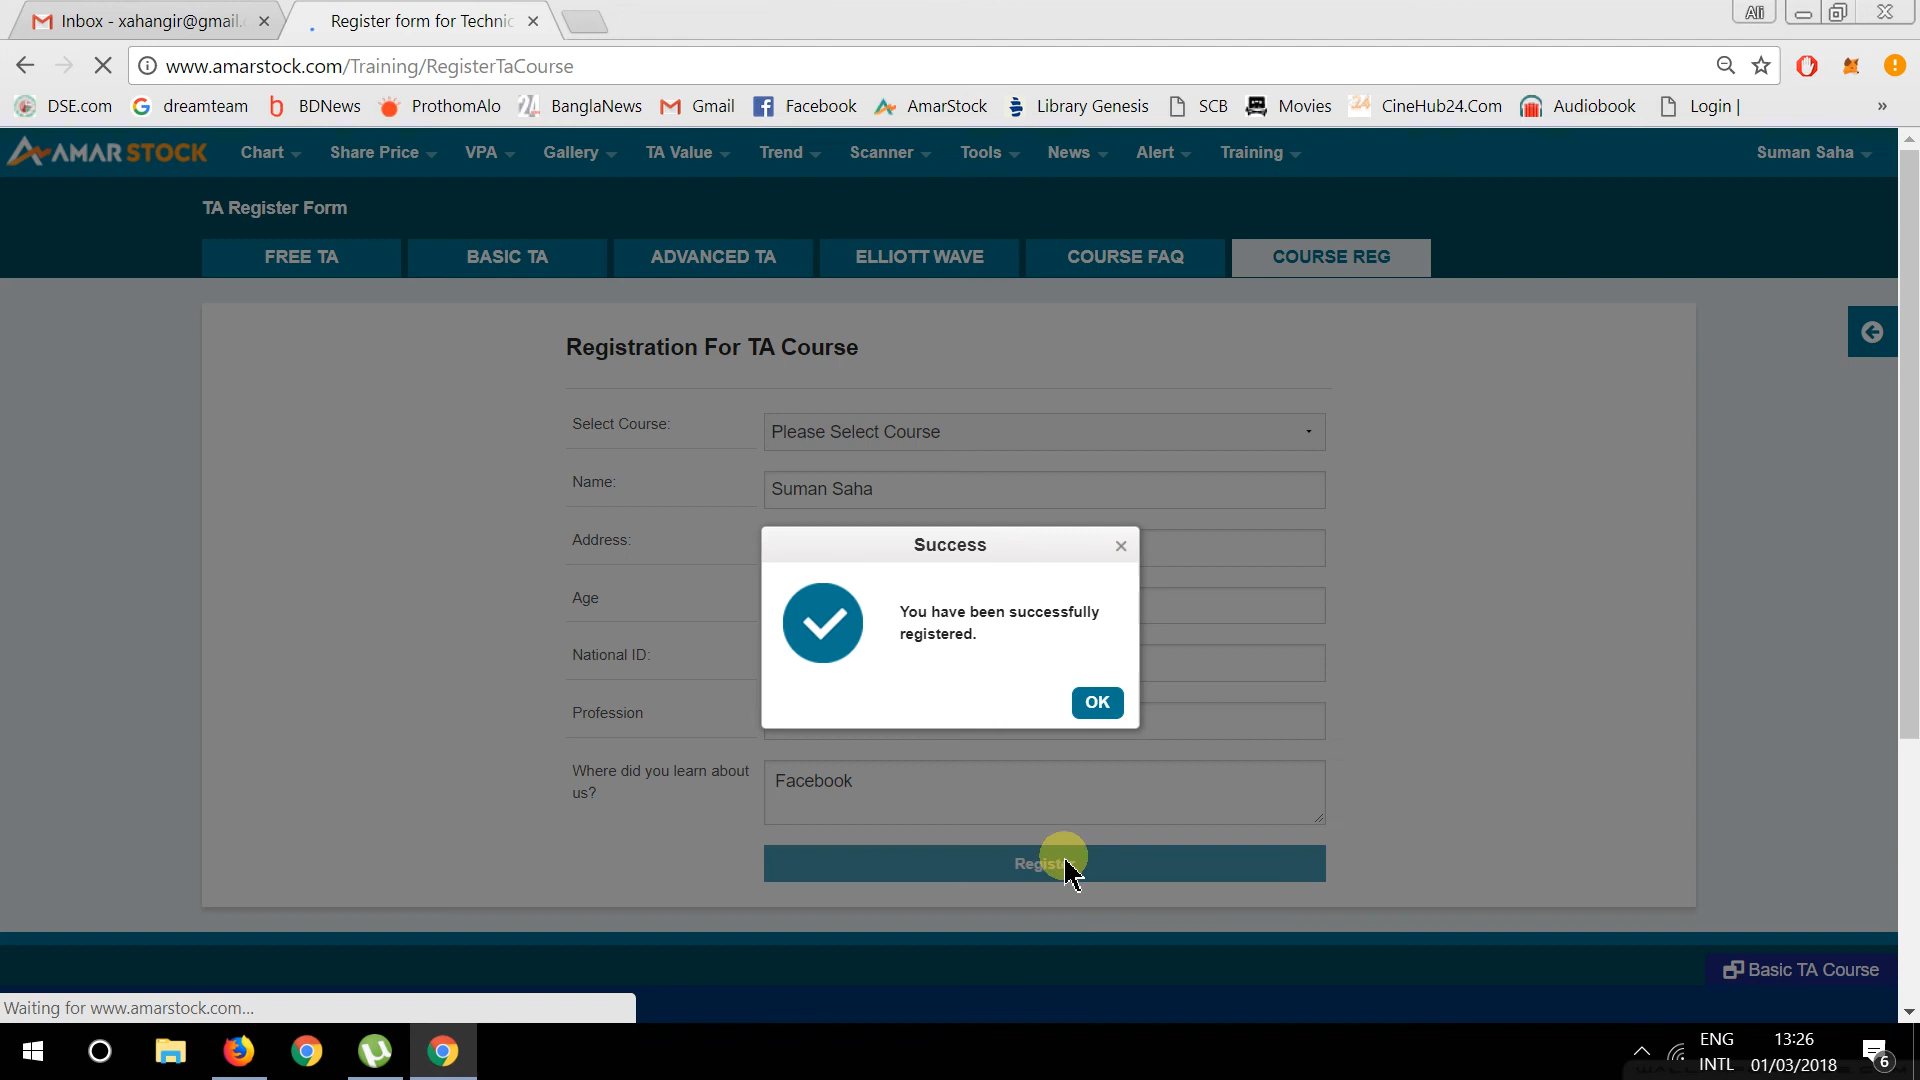 Inbox - xahangir@gmail.
Register form for Technic
Ali
www.amarstock.com/Training/RegisterTaCourse
DSE.com
dreamteam
BDNews
ProthomAlo
BanglaNews
Gmail
Facebook
AmarStock
Library Genesis
SCB
Movies
CineHub24.Com
Audiobook
Login |
»
AMAR STOCK
Chart
Share Price
VPA
Gallery
TA Value
Trend
Scanner
Tools
News
Alert
Training
Suman Saha
TA Register Form
FREE TA
BASIC TA
ADVANCED TA
ELLIOTT WAVE
COURSE FAQ
COURSE REG
Registration For TA Course
Select Course:
Please Select Course
Name:
Suman Saha
Address:
Age
National ID:
Profession
Where did you learn about
us?
Facebook
Register
Success
You have been successfully
registered.
OK
Basic TA Course
Waiting for www.amarstock.com...
ENG
INTL
13:26
01/03/2018
6